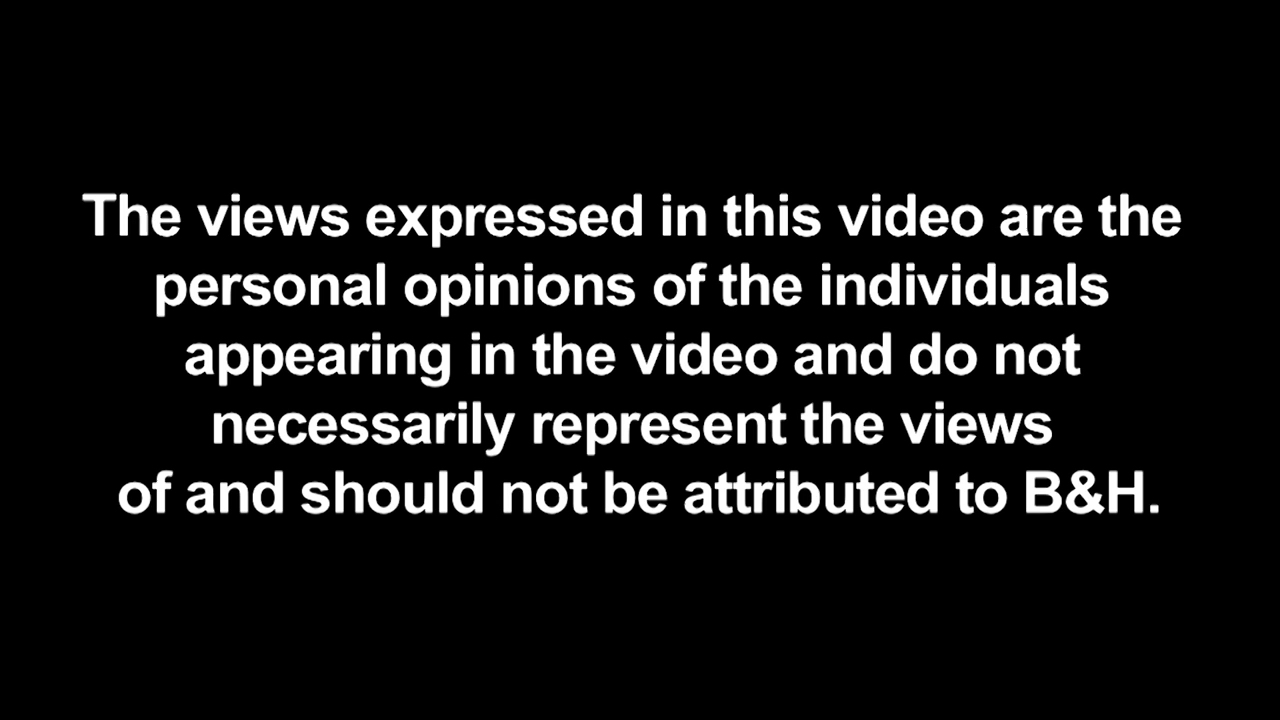 The views expressed in this video are the
personal opinions of the individuals
appearing in the video and do not
necessarily represent the views
of and should not be attributed to B&H.